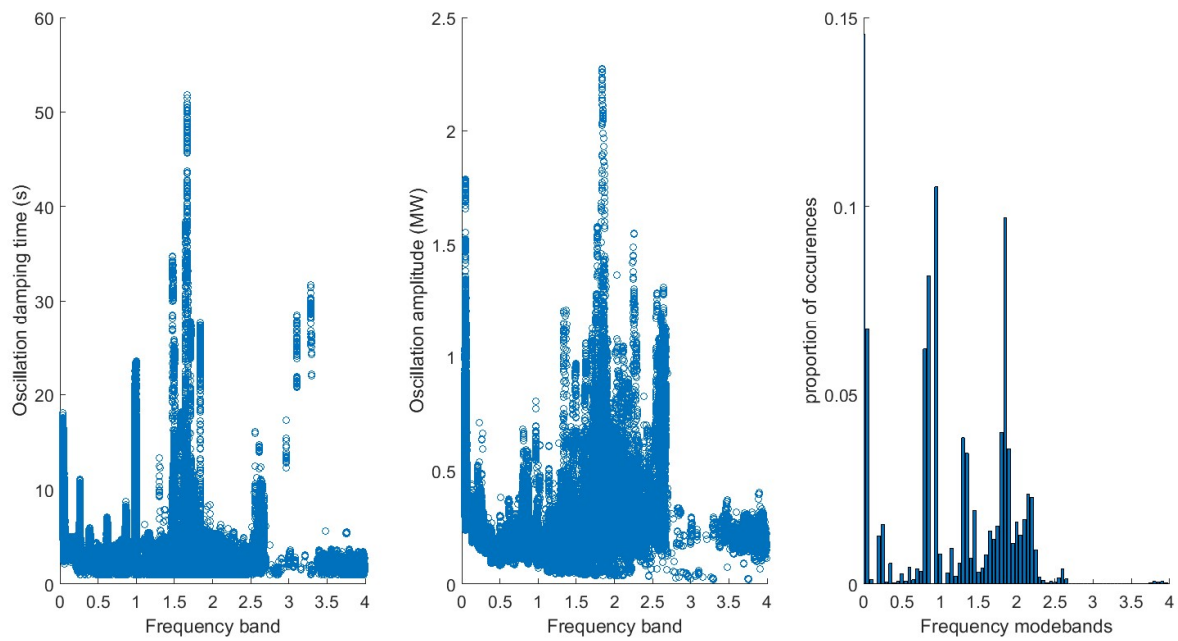 60
50
40
30
20
10
0
Oscillation damping time (s)
0 0.5 1 1.5 2 2.5 3 3.5 4
Frequency band
2.5
2
1.5
1
0.5
0
Oscillation amplitude (MW)
0 0.5 1 1.5 2 2.5 3 3.5 4
Frequency band
0.15
0.1
0.05
0
proportion of occurences
0 0.5 1 1.5 2 2.5 3 3.5 4
Frequency modebands